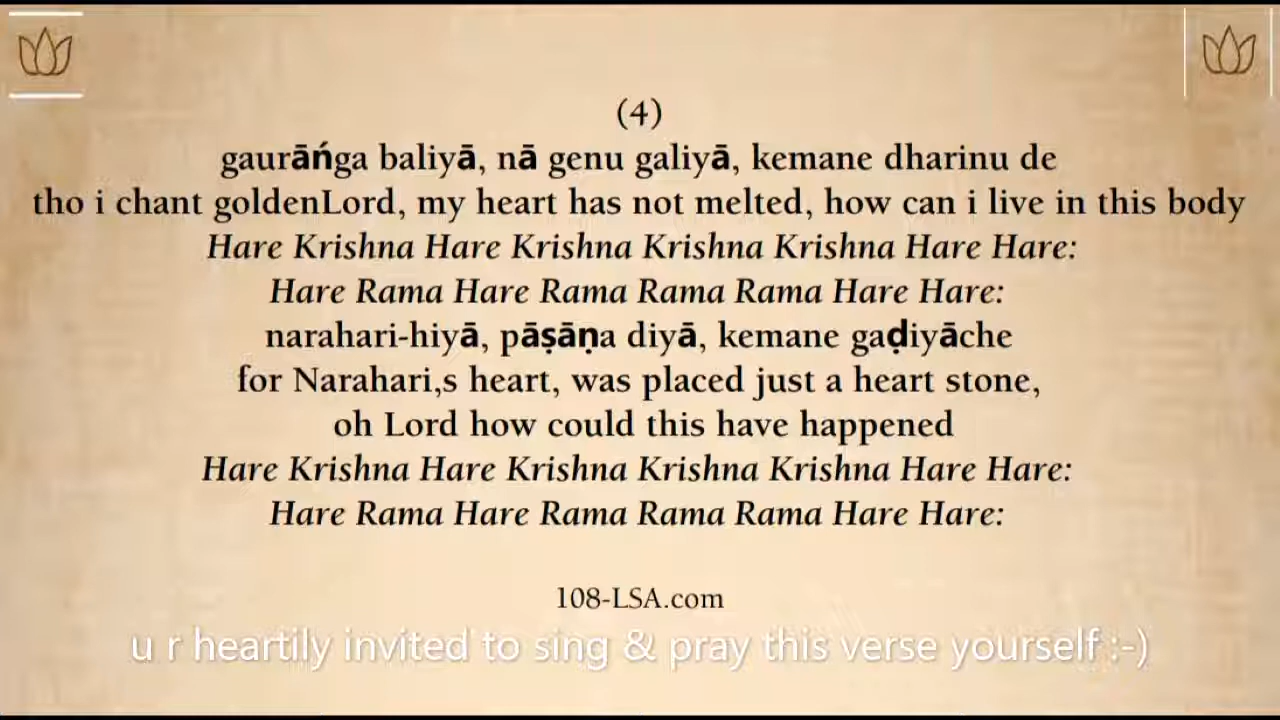 (4)
gaurāńga baliyā, nā genu galiyā, kemane dharinu de
tho i chant goldenLord, my heart has not melted, how can i live in this body
Hare Krishna Hare Krishna Krishna Krishna Hare Hare:
Hare Rama Hare Rama Rama Rama Hare Hare:
narahari-hiyā, pāṣāṇa diyā, kemane gaḍiyāche
for Narahari,s heart, was placed just a heart stone,
oh Lord how could this have happened
Hare Krishna Hare Krishna Krishna Krishna Hare Hare:
Hare Rama Hare Rama Rama Rama Hare Hare:
108-LSA.com
u r heartily invited to sing & pray this verse yourself :-)